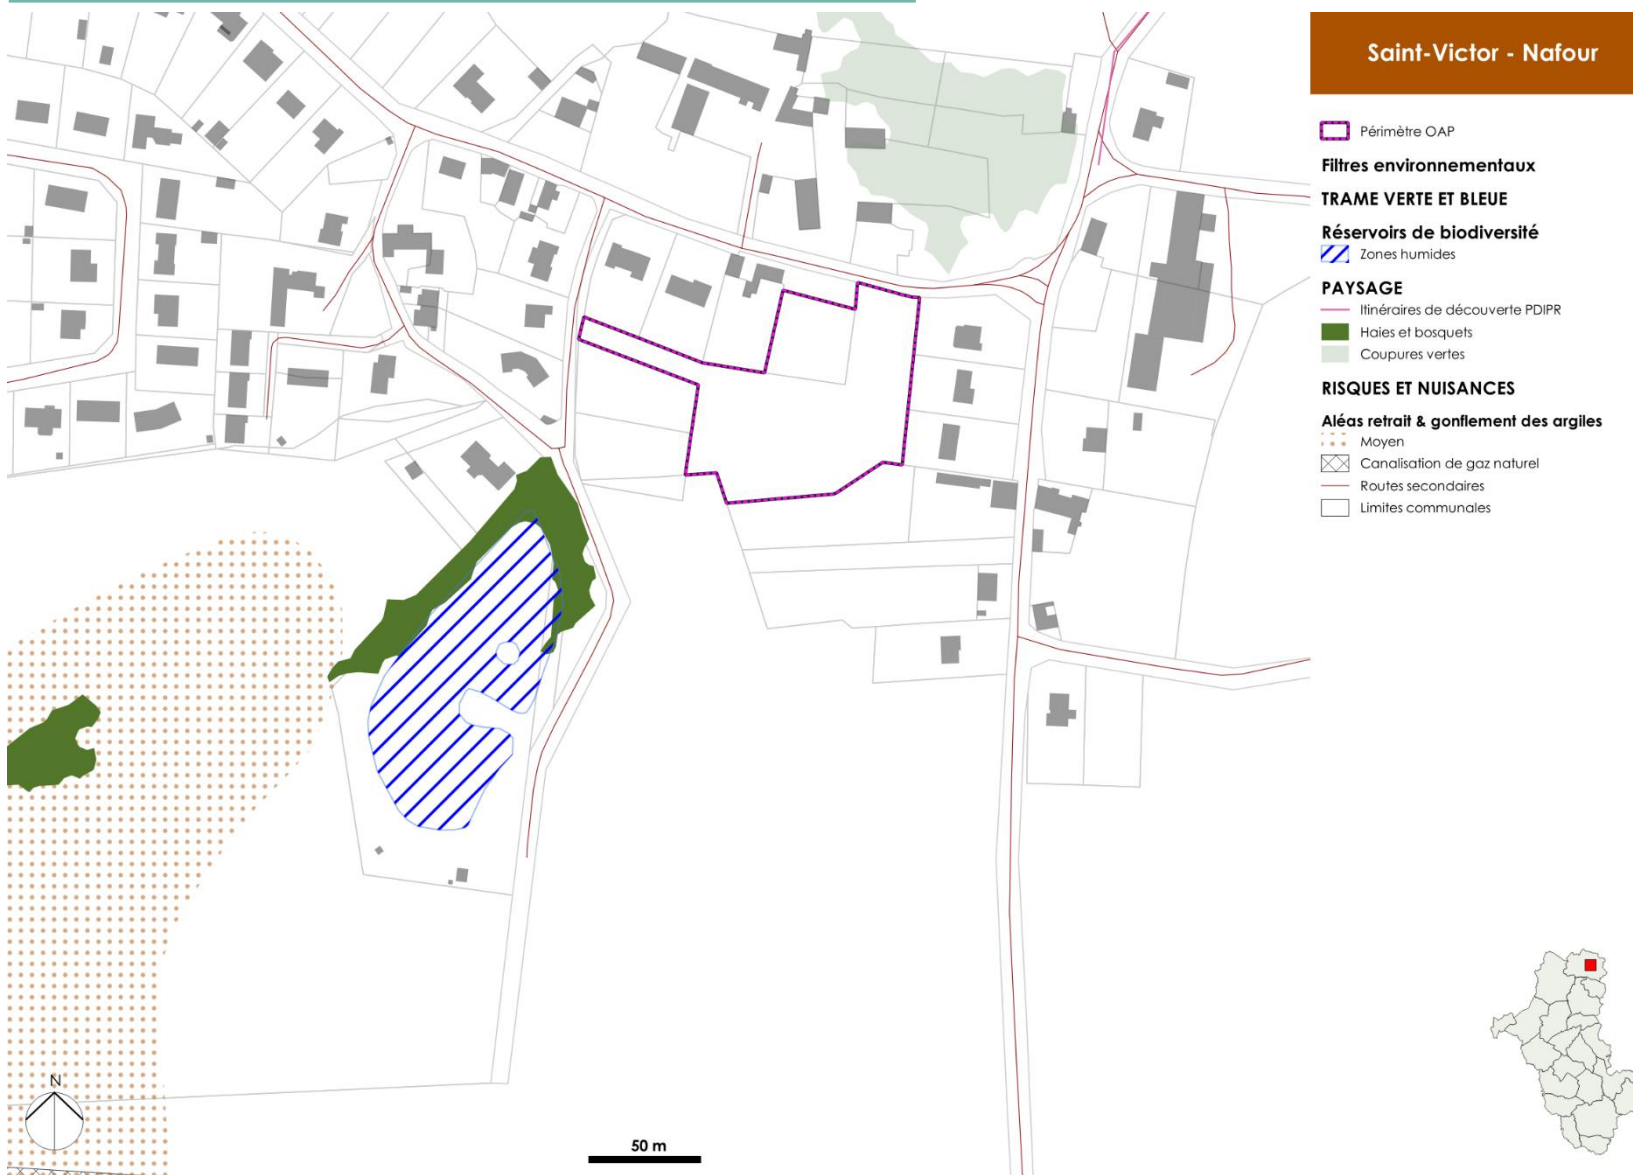 Saint-Victor - Nafour
Périmètre OAP
Filtres environnementaux
TRAME VERTE ET BLEUE
Réservoirs de biodiversité
Zones humides
PAYSAGE
Itinéraires de découverte PDIPR
Haies et bosquets
Coupures vertes
RISQUES ET NUISANCES
Aléas retrait & gonflement des argiles
Moyen
Canalisation de gaz naturel
Routes secondaires
Limites communales
N
50 m